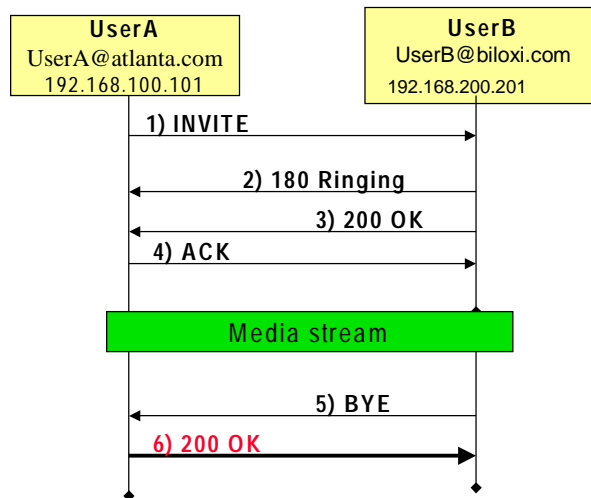 UserA
UserA@atlanta.com
192.168.100.101
UserB
UserB@biloxi.com
192.168.200.201
1) INVITE
2) 180 Ringing
3) 200 OK
4) ACK
Media stream
5) BYE
6) 200 OK